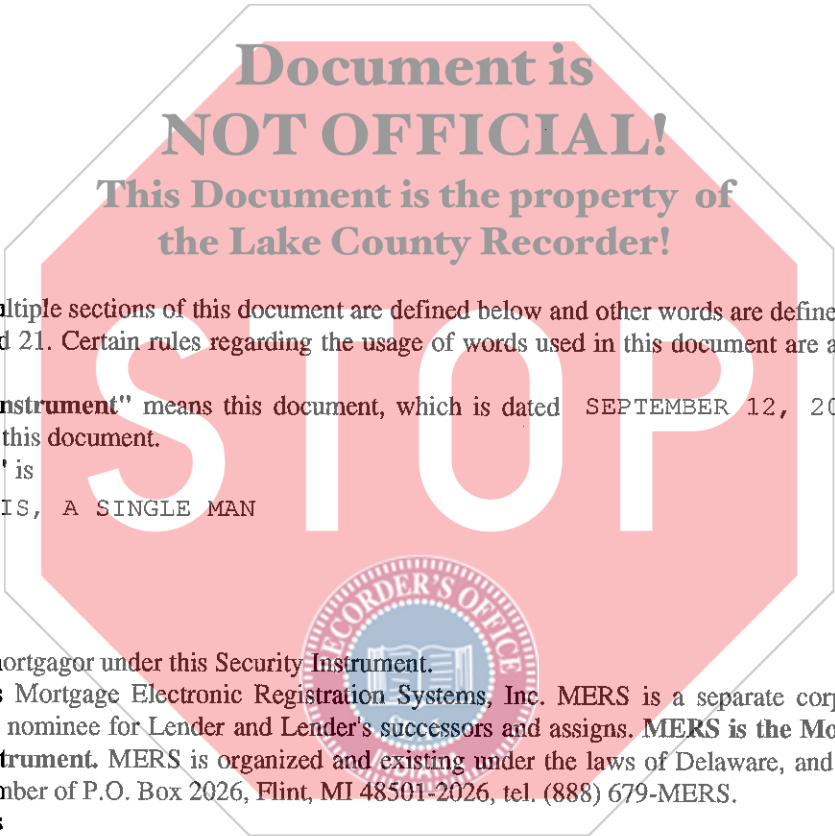 Document is
NOT OFFICIAL!
This Document is the property of
the Lake County Recorder!
ltiple sections of this document are defined below and other words are define
d 21. Certain rules regarding the usage of words used in this document are a
nstrument" means this document, which is dated SEPTEMBER 12, 20
this document.
" is
IS, A SINGLE MAN
STOP
RECORDER'S OFFICE
ortgagor under this Security Instrument.
s Mortgage Electronic Registration Systems, Inc. MERS is a separate corp
nominee for Lender and Lender's successors and assigns. MERS is the Mo
trument. MERS is organized and existing under the laws of Delaware, and
mber of P.O. Box 2026, Flint, MI 48501-2026, tel. (888) 679-MERS.
s